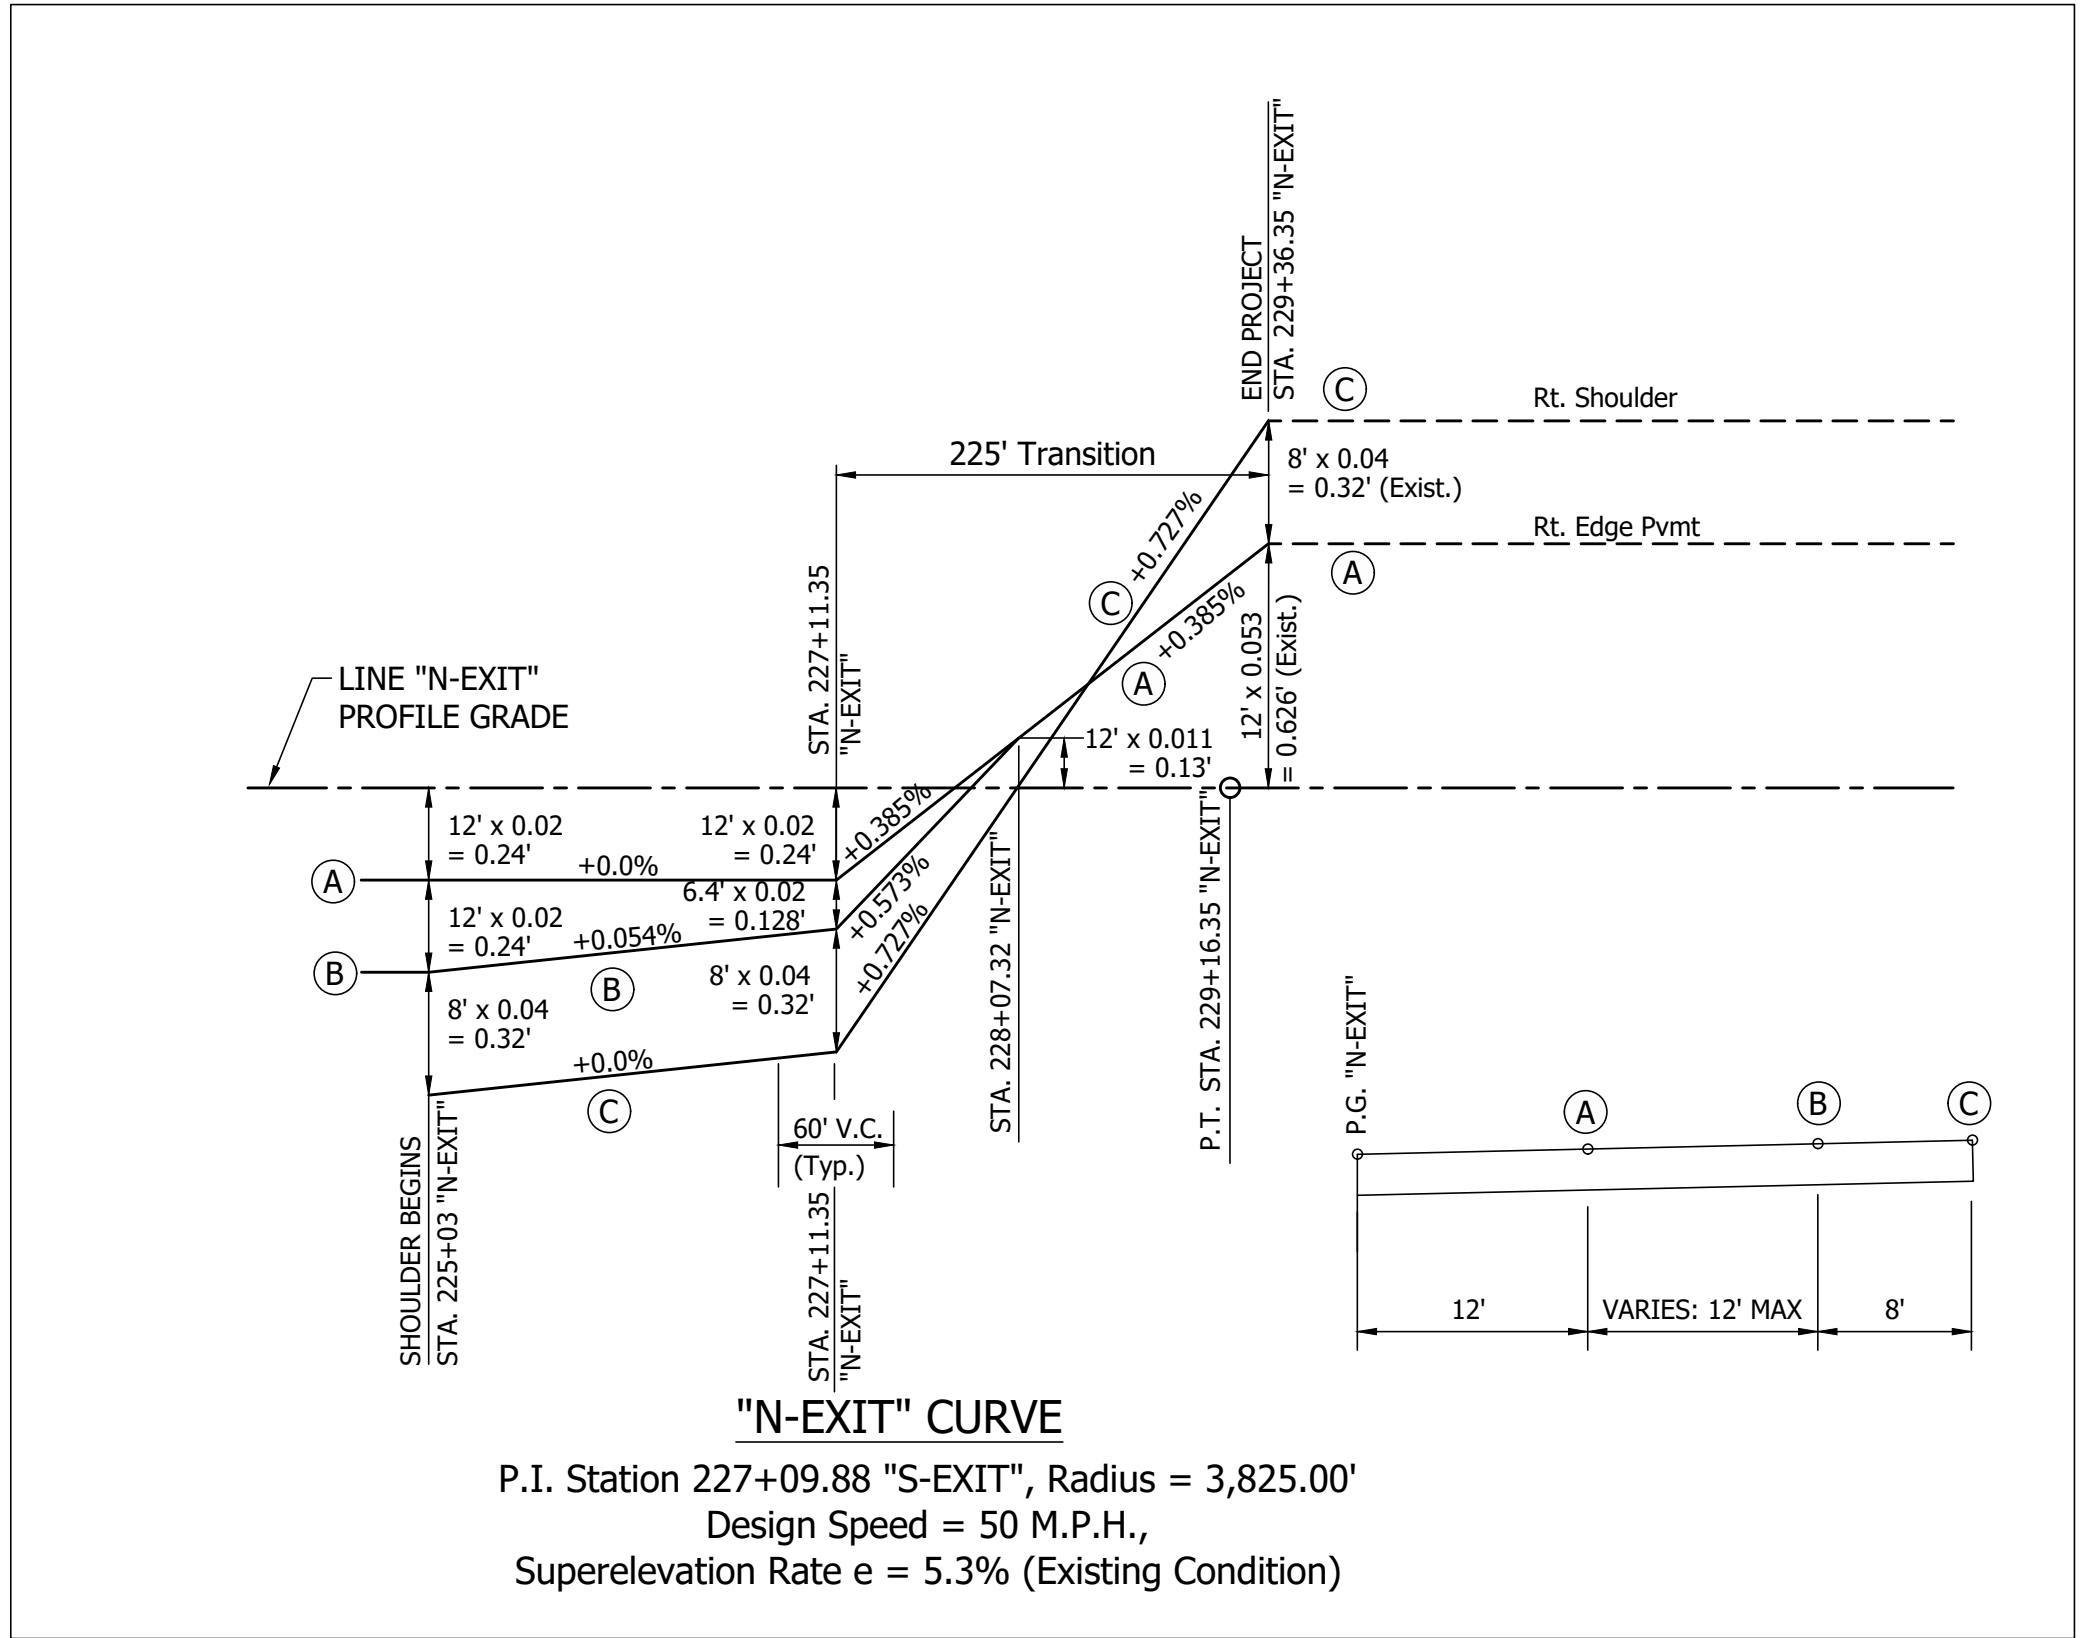 END PROJECT
STA. 229+36.35 "N-EXIT"
C
Rt. Shoulder
225' Transition
8' x 0.04
= 0.32' (Exist.)
+0.727%
Rt. Edge Pvmt
A
C
+0.385%
A
12' x 0.053
= 0.626' (Exist.)
STA. 227+11.35
"N-EXIT"
LINE "N-EXIT"
PROFILE GRADE
12' x 0.011
= 0.13'
12' x 0.02
= 0.24'
12' x 0.02
= 0.24'
+0.385%
A
+0.0%
6.4' x 0.02
= 0.128'
+0.573%
12' x 0.02
= 0.24'
+0.054%
+0.727%
B
B
8' x 0.04
= 0.32'
8' x 0.04
= 0.32'
+0.0%
C
STA. 228+07.32 "N-EXIT"
P.T. STA. 229+16.35 "N-EXIT"
60' V.C.
(Typ.)
SHOULDER BEGINS
STA. 225+03 "N-EXIT"
STA. 227+11.35
"N-EXIT"
P.G. "N-EXIT"
A
B
C
12'
VARIES: 12' MAX
8'
"N-EXIT" CURVE
P.I. Station 227+09.88 "S-EXIT", Radius = 3,825.00'
Design Speed = 50 M.P.H.,
Superelevation Rate e = 5.3% (Existing Condition)